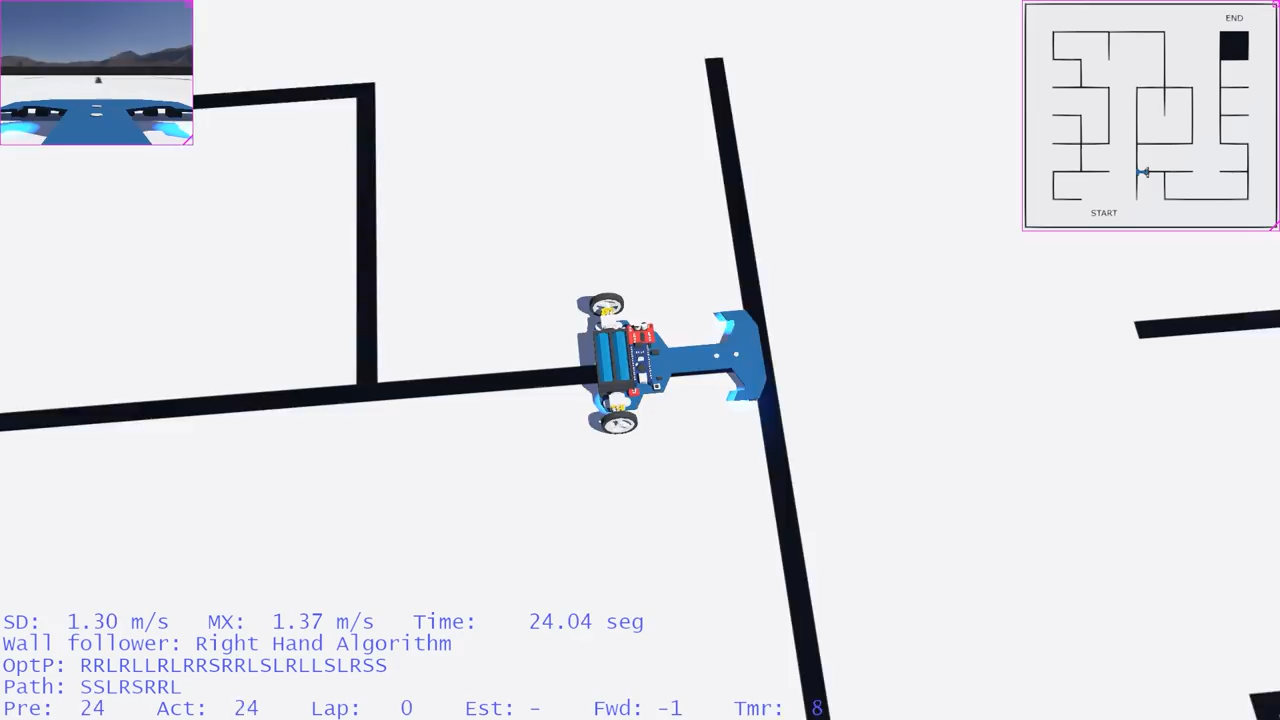 END
START
SD: 1.30 m/s MX: 1.37 m/s Time: 24.04 seg
Wall follower: Right Hand Algorithm
OptP: RRLRLLRLRRSRRLSLRLLSLRSS
Path: SSLRSRRL
Pre: 24 Act: 24 Lap: 0 Est: - Fwd: -1 Tmr: 8